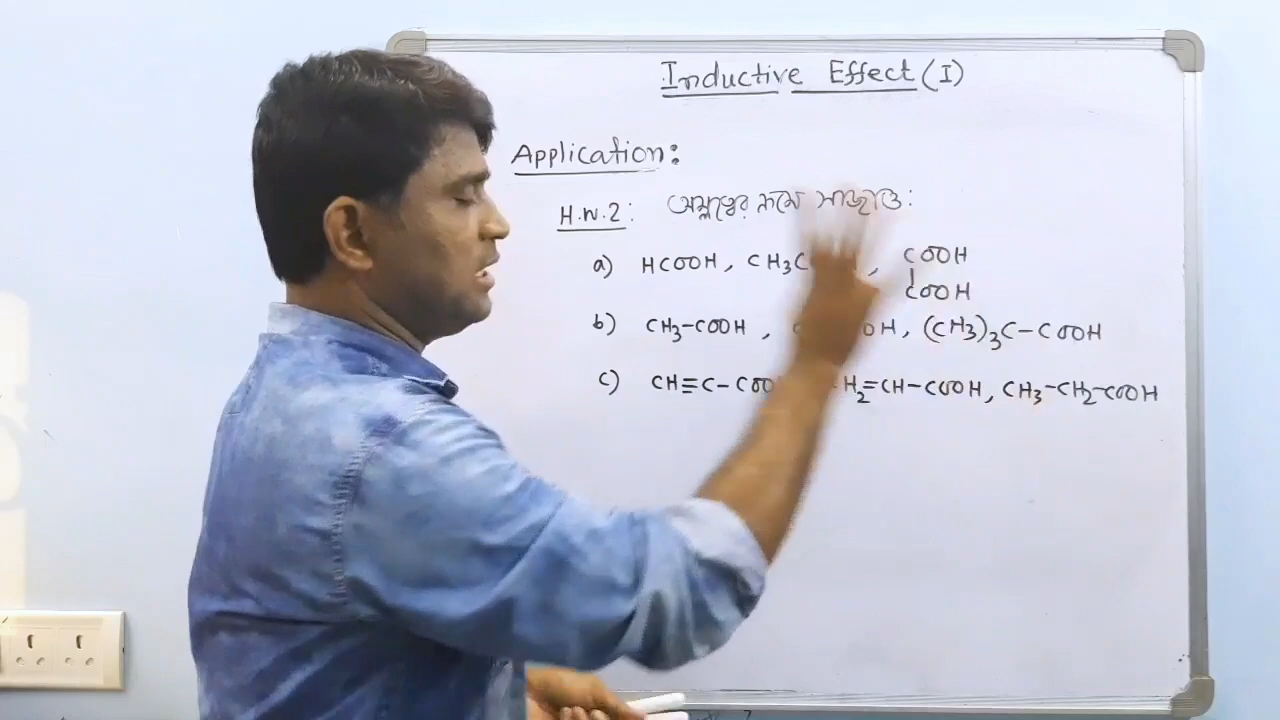 Inductive Effect (I)
Application:
H.W.2: অম্লত্বের ক্রমে সাজাও:
a) HCOOH, CH3C , COOH
COOH
b) CH3-COOH , OH, (CH3)3C-COOH
c) CH≡C-COO H2=CH-COOH, CH3-CH2-COOH